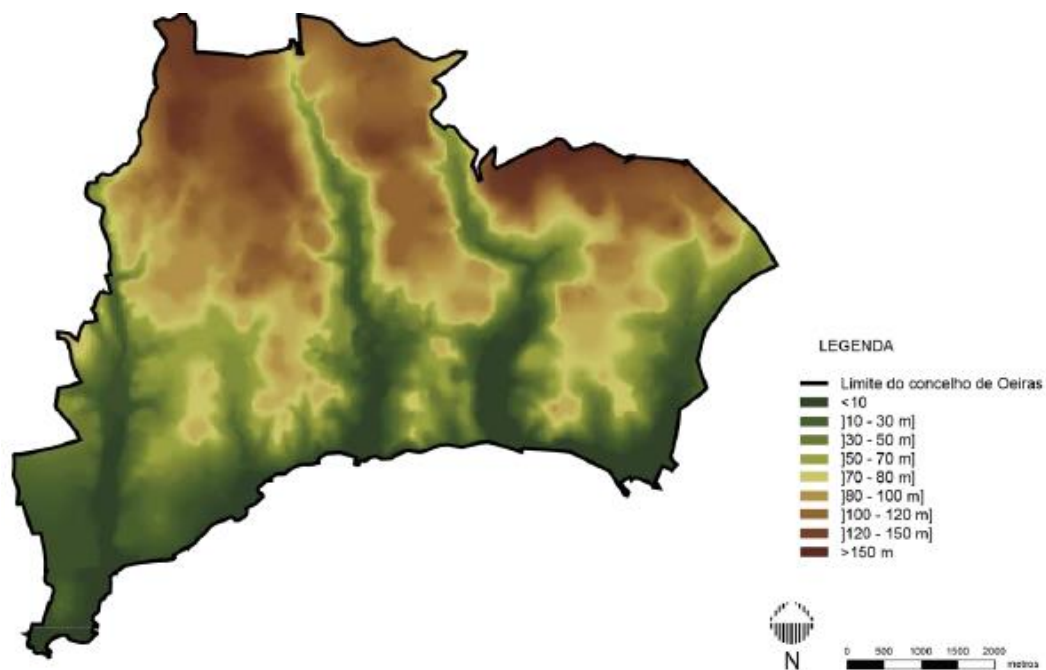 LEGENDA
Limite do concelho de Oeiras
<10
]10 - 30 m]
]30 - 50 m]
]50 - 70 m]
]70 - 80 m]
]80 - 100 m]
]100 - 120 m]
]120 - 150 m]
>150 m
N
0 500 1000 1500 2000
metros